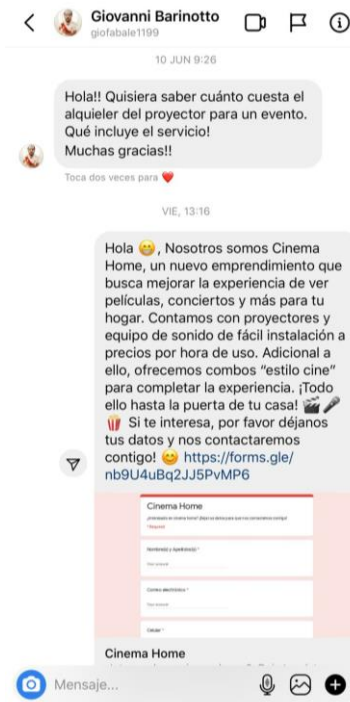 Giovanni Barinotto
giofabale1199
10 JUN 9:26
Hola!! Quisiera saber cuánto cuesta el
alquieler del proyector para un evento.
Qué incluye el servicio!
Muchas gracias!!
Toca dos veces para ❤️
VIE, 13:16
Hola 😁, Nosotros somos Cinema
Home, un nuevo emprendimiento que
busca mejorar la experiencia de ver
películas, conciertos y más para tu
hogar. Contamos con proyectores y
equipo de sonido de fácil instalación a
precios por hora de uso. Adicional a
ello, ofrecemos combos "estilo cine"
para completar la experiencia. ¡Todo
ello hasta la puerta de tu casa! 🎬🎤
🍿 Si te interesa, por favor déjanos
tus datos y nos contactaremos
contigo! 😊 https://forms.gle/
nb9U4uBq2JJ5PvMP6
Cinema Home
Nombre(s) y Apellido(s) *
Correo electrónico *
Celular *
Cinema Home
Mensaje...